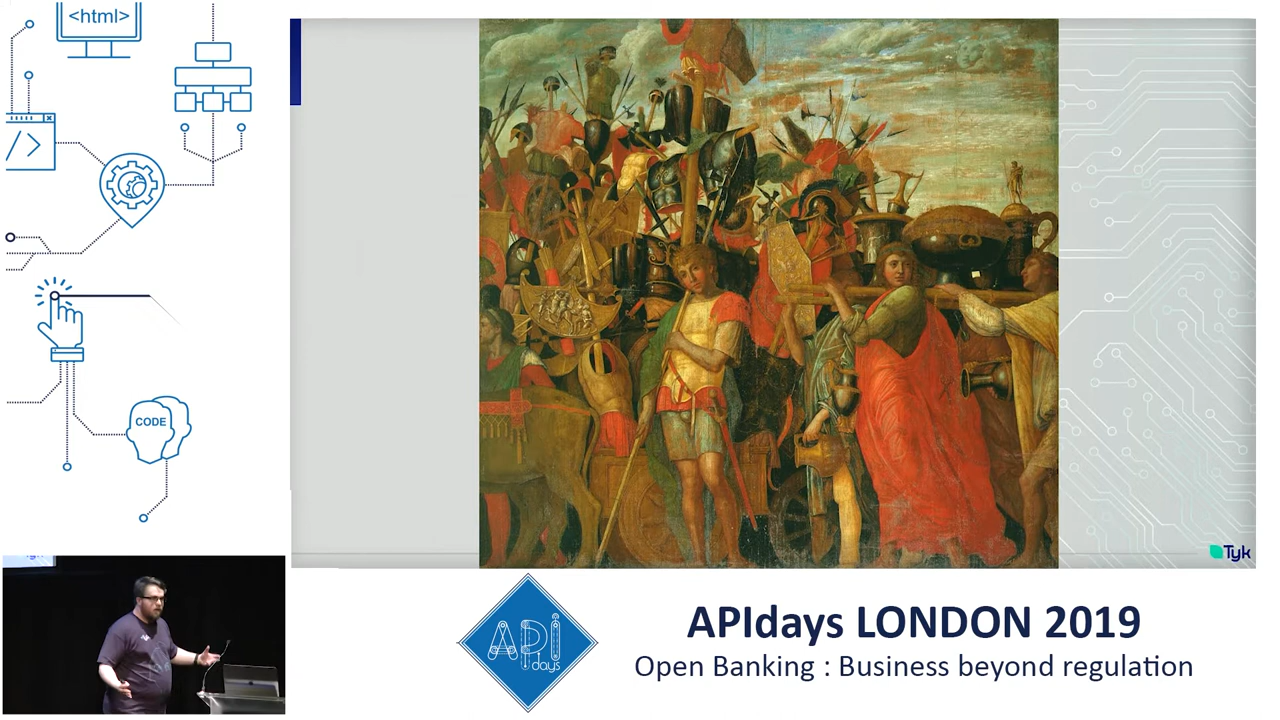 <html>
</>
CODE
Tyk
API
days
APIdays LONDON 2019
Open Banking : Business beyond regulation